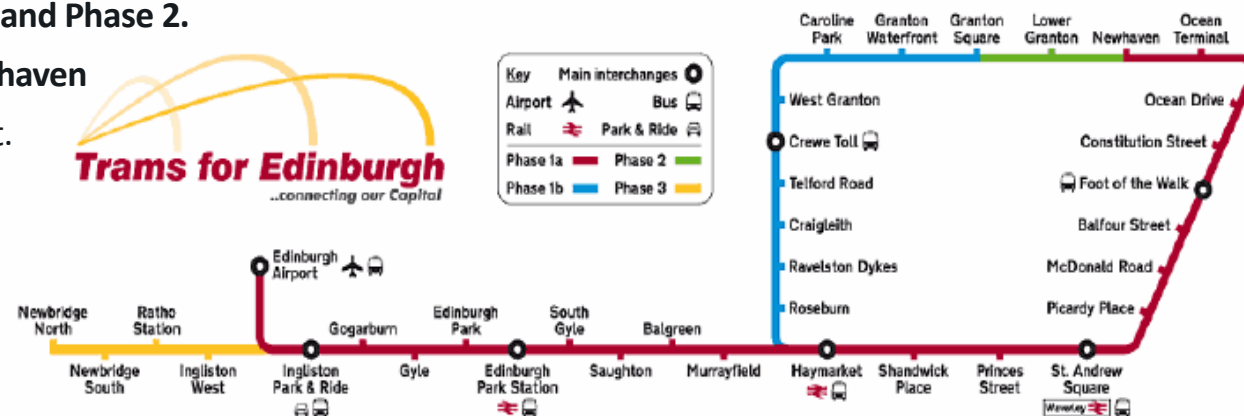 and Phase 2.
haven
t.
Trams for Edinburgh
...connecting our Capital
Key Main interchanges
Airport Bus
Rail Park & Ride
Phase 1a Phase 2
Phase 1b Phase 3
Caroline
Park
Granton
Waterfront
Granton
Square
Lower
Granton
Newhaven
Ocean
Terminal
West Granton
Crewe Toll
Telford Road
Craigleith
Ravelston Dykes
Roseburn
Ocean Drive
Constitution Street
Foot of the Walk
Balfour Street
McDonald Road
Picardy Place
Edinburgh
Airport
Newbridge
North
Ratho
Station
Gogarburn
Edinburgh
Park
South
Gyle
Balgreen
Newbridge
South
Ingliston
West
Ingliston
Park & Ride
Gyle
Edinburgh
Park Station
Saughton
Murrayfield
Haymarket
Shandwick
Place
Princes
Street
St. Andrew
Square
Waverley